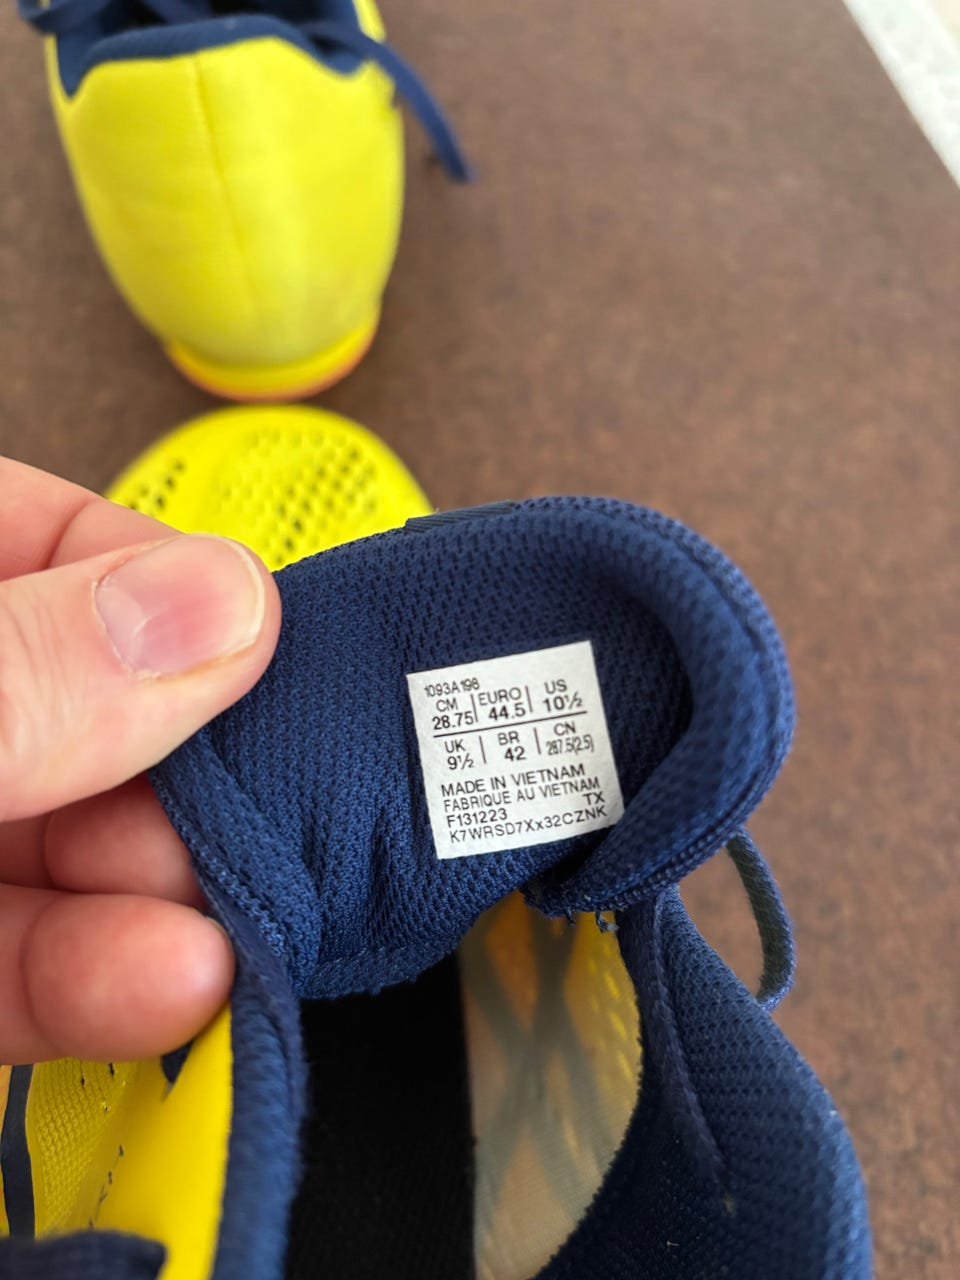 1093A198
CM | EURO | US
28.75 | 44.5 | 10½
UK | BR | CN
9½ | 42 | 287.5(2.5)
MADE IN VIETNAM
FABRIQUE AU VIETNAM
F131223 TX
K7WRSD7Xx32CZNK